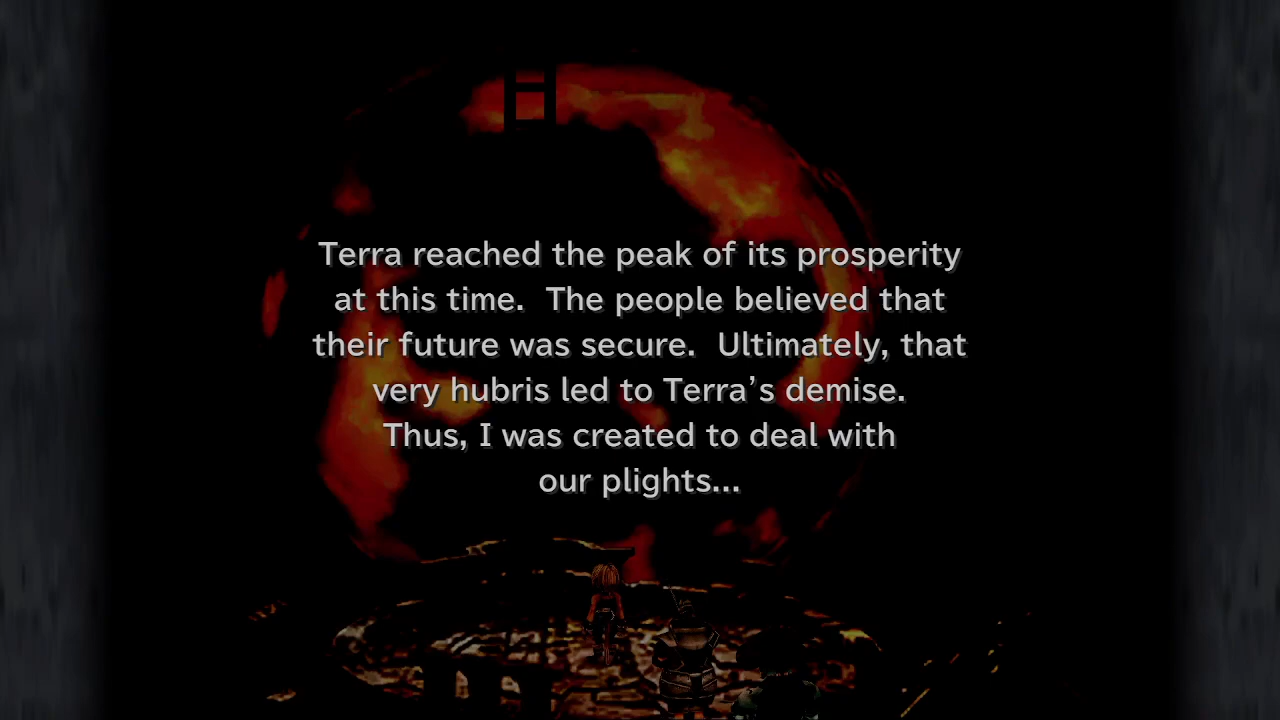 Terra reached the peak of its prosperity
at this time.  The people believed that
their future was secure.  Ultimately, that
very hubris led to Terra’s demise.
Thus, I was created to deal with
our plights...